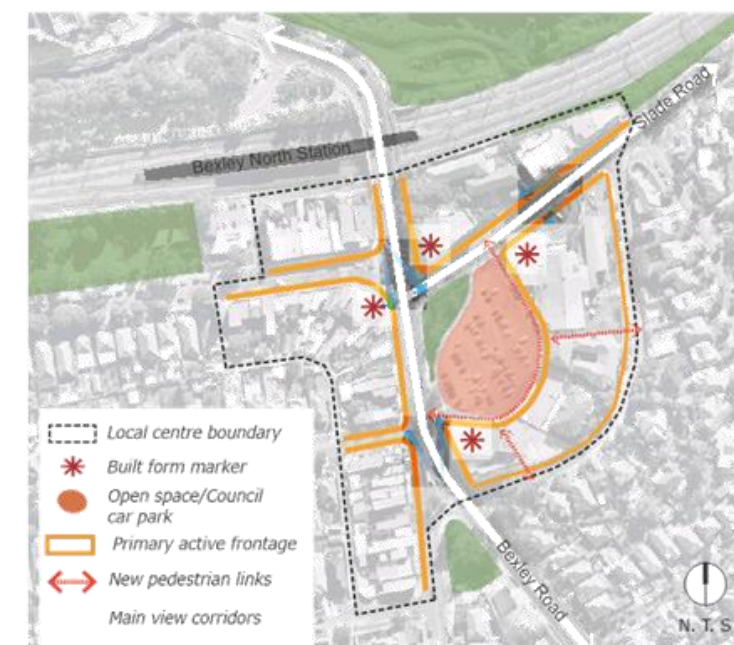 Slade Road
Bexley North Station
Local centre boundary
Built form marker
Open space/Council
car park
Primary active frontage
New pedestrian links
Main view corridors
Bexley Road
N. T. S